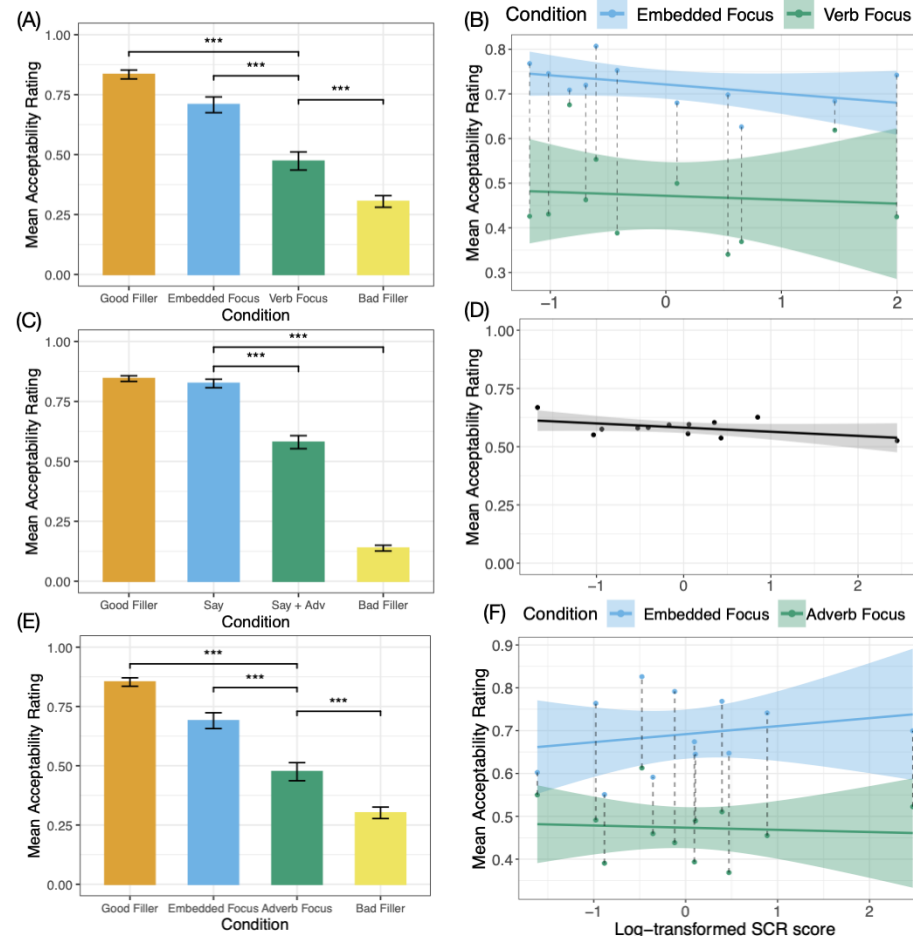 (A)
1.00
0.75
0.50
0.25
0.00
Mean Acceptability Rating
***
***
***
Good Filler Embedded Focus Verb Focus Bad Filler
Condition
(B) Condition Embedded Focus Verb Focus
0.8
0.7
0.6
0.5
0.4
0.3
Mean Acceptability Rating
-1 0 1 2
(C)
1.00
0.75
0.50
0.25
0.00
Mean Acceptability Rating
***
***
Good Filler Say Say + Adv Bad Filler
Condition
(D)
1.00
0.75
0.50
0.25
0.00
Mean Acceptability Rating
-1 0 1 2
(E)
1.00
0.75
0.50
0.25
0.00
Mean Acceptability Rating
***
***
***
Good Filler Embedded Focus Adverb Focus Bad Filler
Condition
(F) Condition Embedded Focus Adverb Focus
0.9
0.8
0.7
0.6
0.5
0.4
Mean Acceptability Rating
-1 0 1 2
Log-transformed SCR score